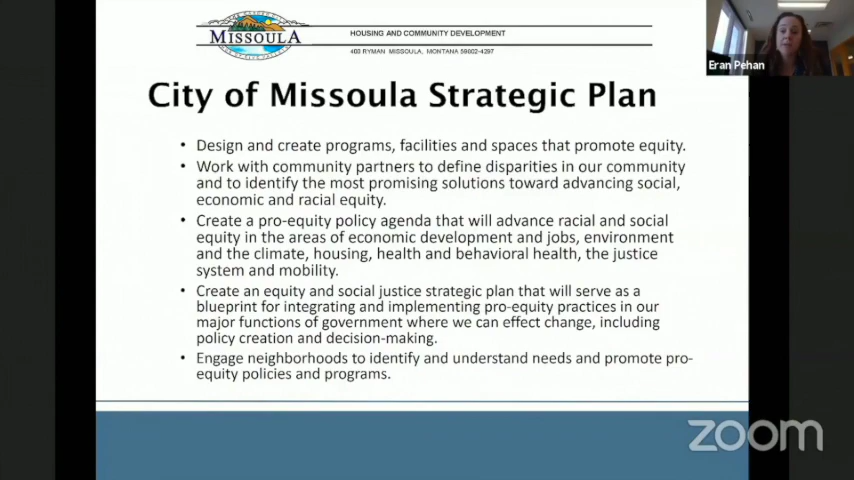 MISSOULA
HOUSING AND COMMUNITY DEVELOPMENT
Eran Pehan
City of Missoula Strategic Plan
• Design and create programs, facilities and spaces that promote equity.
• Work with community partners to define disparities in our community
and to identify the most promising solutions toward advancing social,
economic and racial equity.
• Create a pro-equity policy agenda that will advance racial and social
equity in the areas of economic development and jobs, environment
and the climate, housing, health and behavioral health, the justice
system and mobility.
• Create an equity and social justice strategic plan that will serve as a
blueprint for integrating and implementing pro-equity practices in our
major functions of government where we can effect change, including
policy creation and decision-making.
• Engage neighborhoods to identify and understand needs and promote pro-
equity policies and programs.
zoom